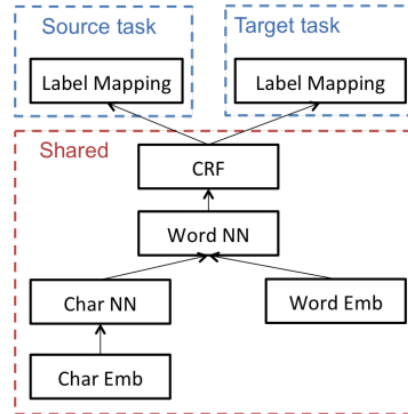 Source task
Target task
Label Mapping
Label Mapping
Shared
CRF
Word NN
Char NN
Word Emb
Char Emb